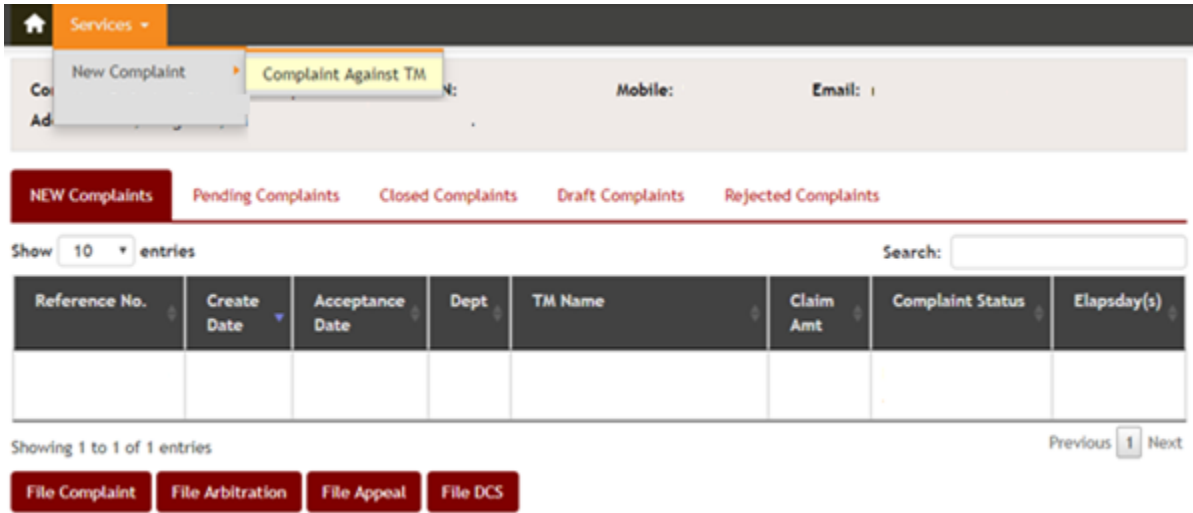 Services
New Complaint
Complaint Against TM
Mobile: Email:
NEW Complaints Pending Complaints Closed Complaints Draft Complaints Rejected Complaints
Show 10 entries Search:
Reference No. Create Date Acceptance Date Dept TM Name Claim Amt Complaint Status Elapsday(s)
Showing 1 to 1 of 1 entries Previous 1 Next
File Complaint File Arbitration File Appeal File DCS